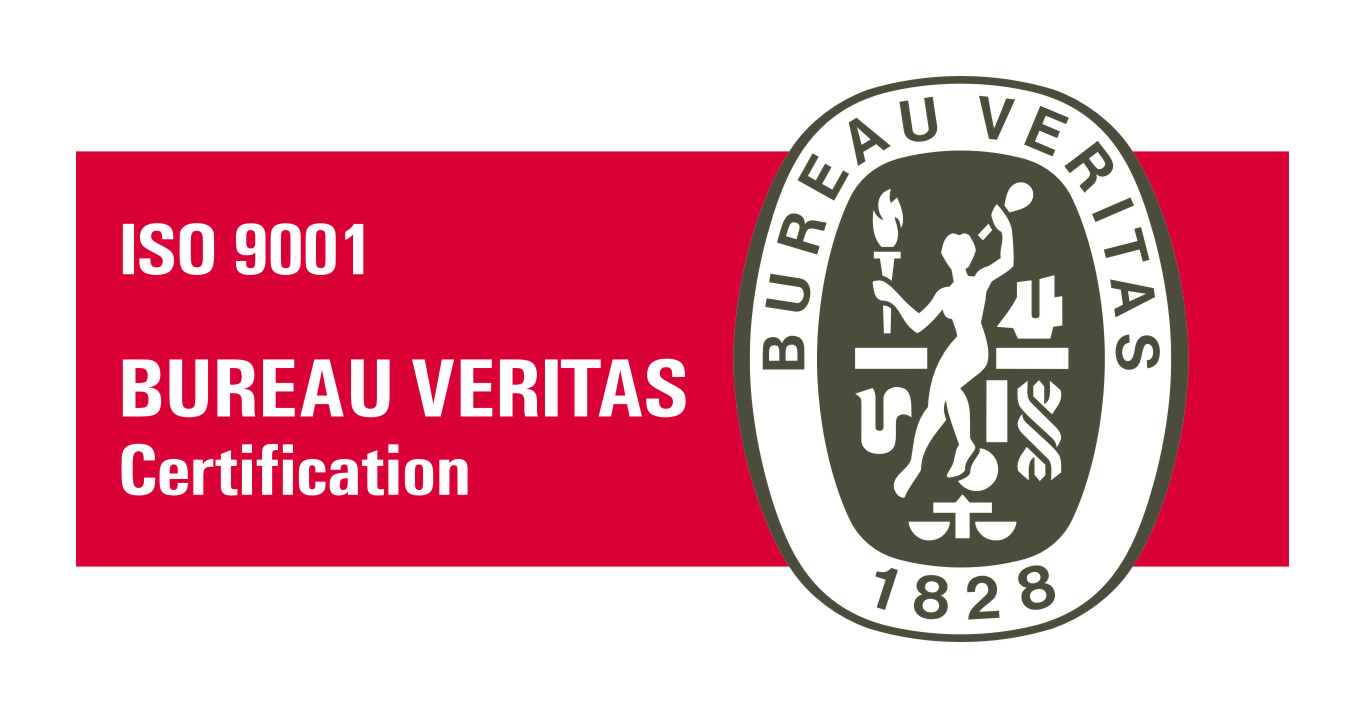 ISO 9001
BUREAU VERITAS
Certification
BUREAU VERITAS
1828